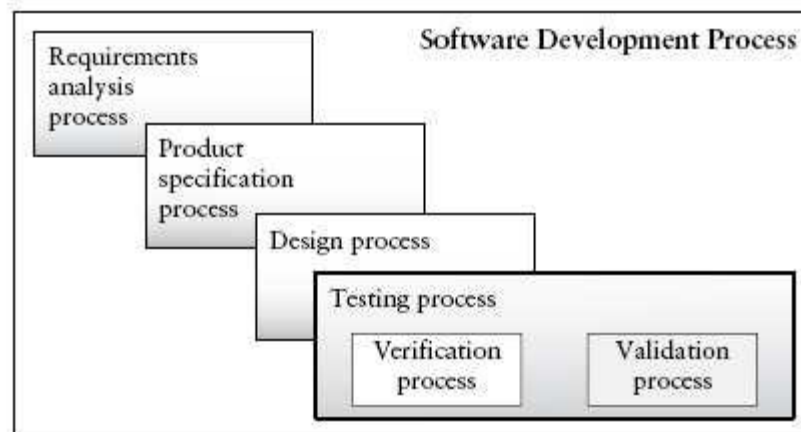 Software Development Process
Requirements
analysis
process
Product
specification
process
Design process
Testing process
Verification
process
Validation
process